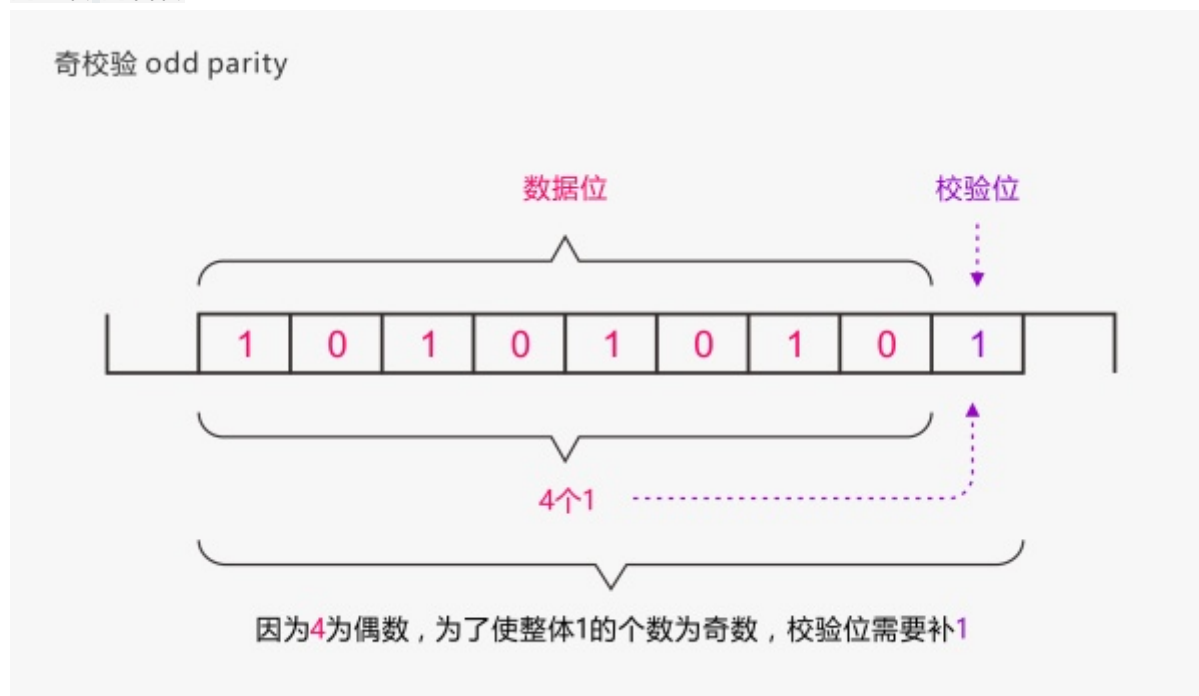 奇校验 odd parity
数据位 校验位
1 0 1 0 1 0 1 0 1
4个1
因为4为偶数，为了使整体1的个数为奇数，校验位需要补1